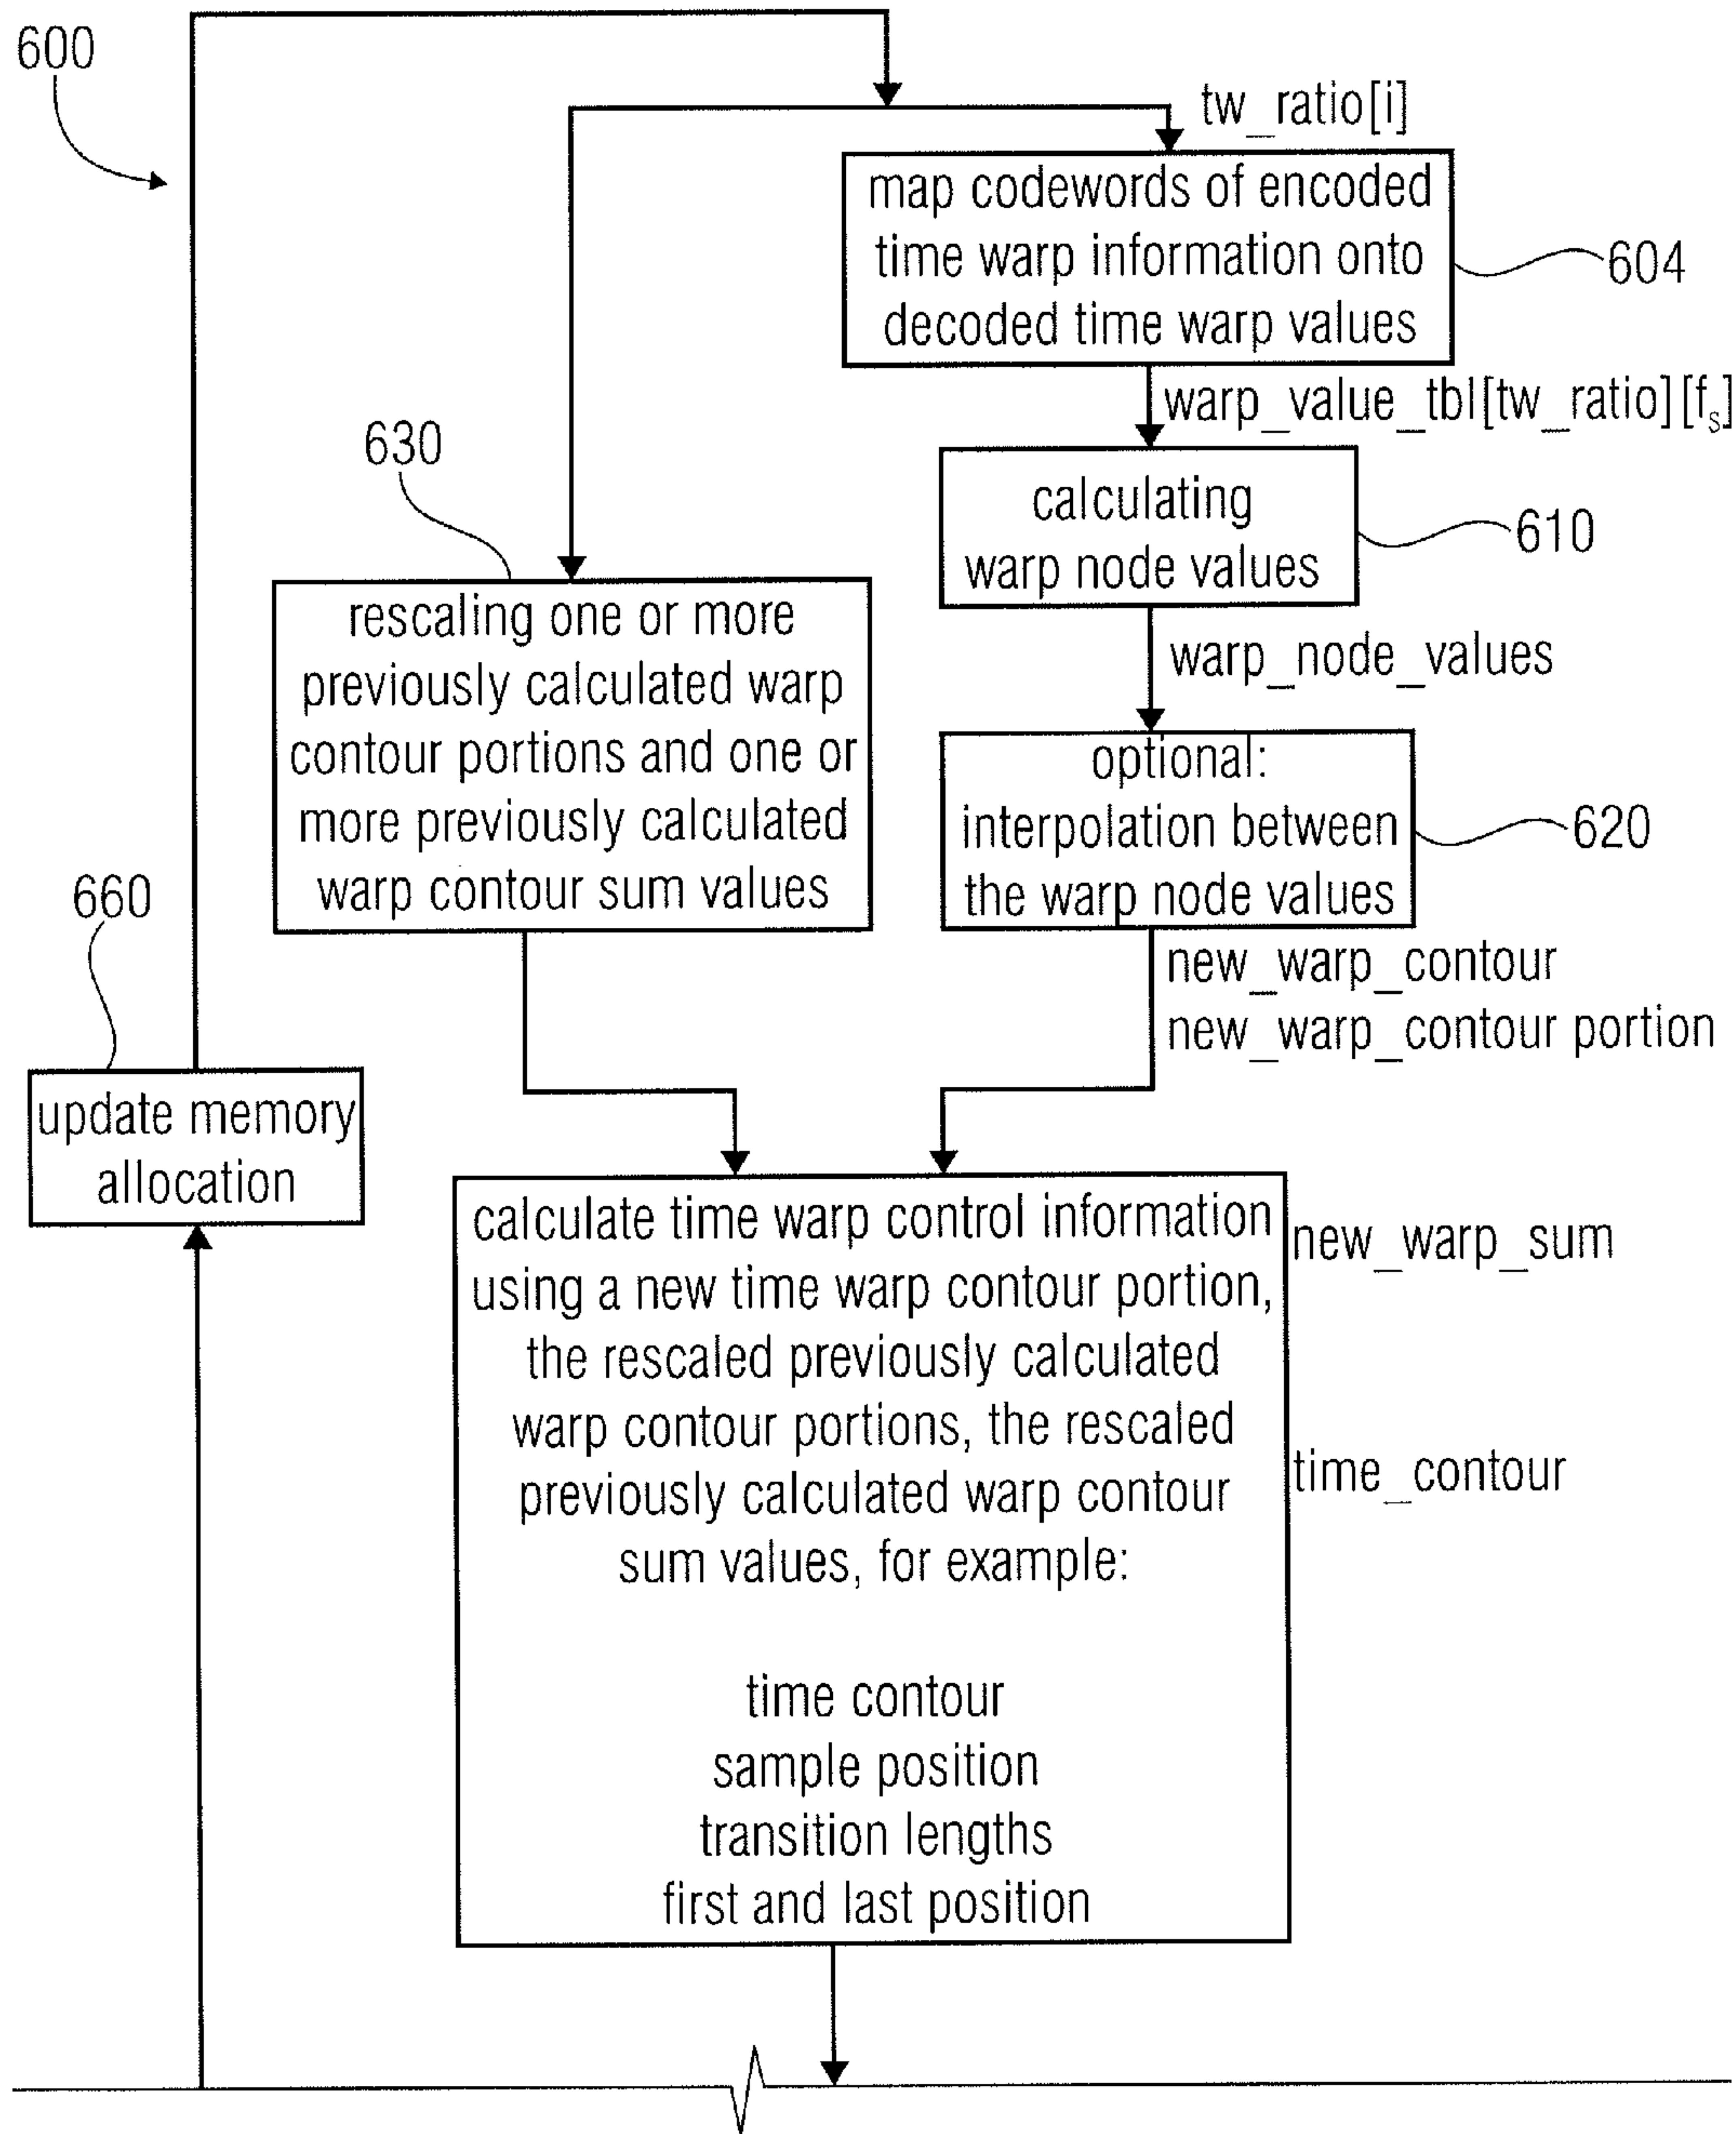 600
tw_ratio[i]
map codewords of encoded
time warp information onto
decoded time warp values
604
warp_value_tbl[tw_ratio][fs]
630
calculating
warp node values
610
rescaling one or more
previously calculated warp
contour portions and one or
more previously calculated
warp contour sum values
warp_node_values
optional:
interpolation between
the warp node values
620
660
new_warp_contour
new_warp_contour portion
update memory
allocation
calculate time warp control information
using a new time warp contour portion,
the rescaled previously calculated
warp contour portions, the rescaled
previously calculated warp contour
sum values, for example:
time contour
sample position
transition lengths
first and last position
new_warp_sum
time_contour